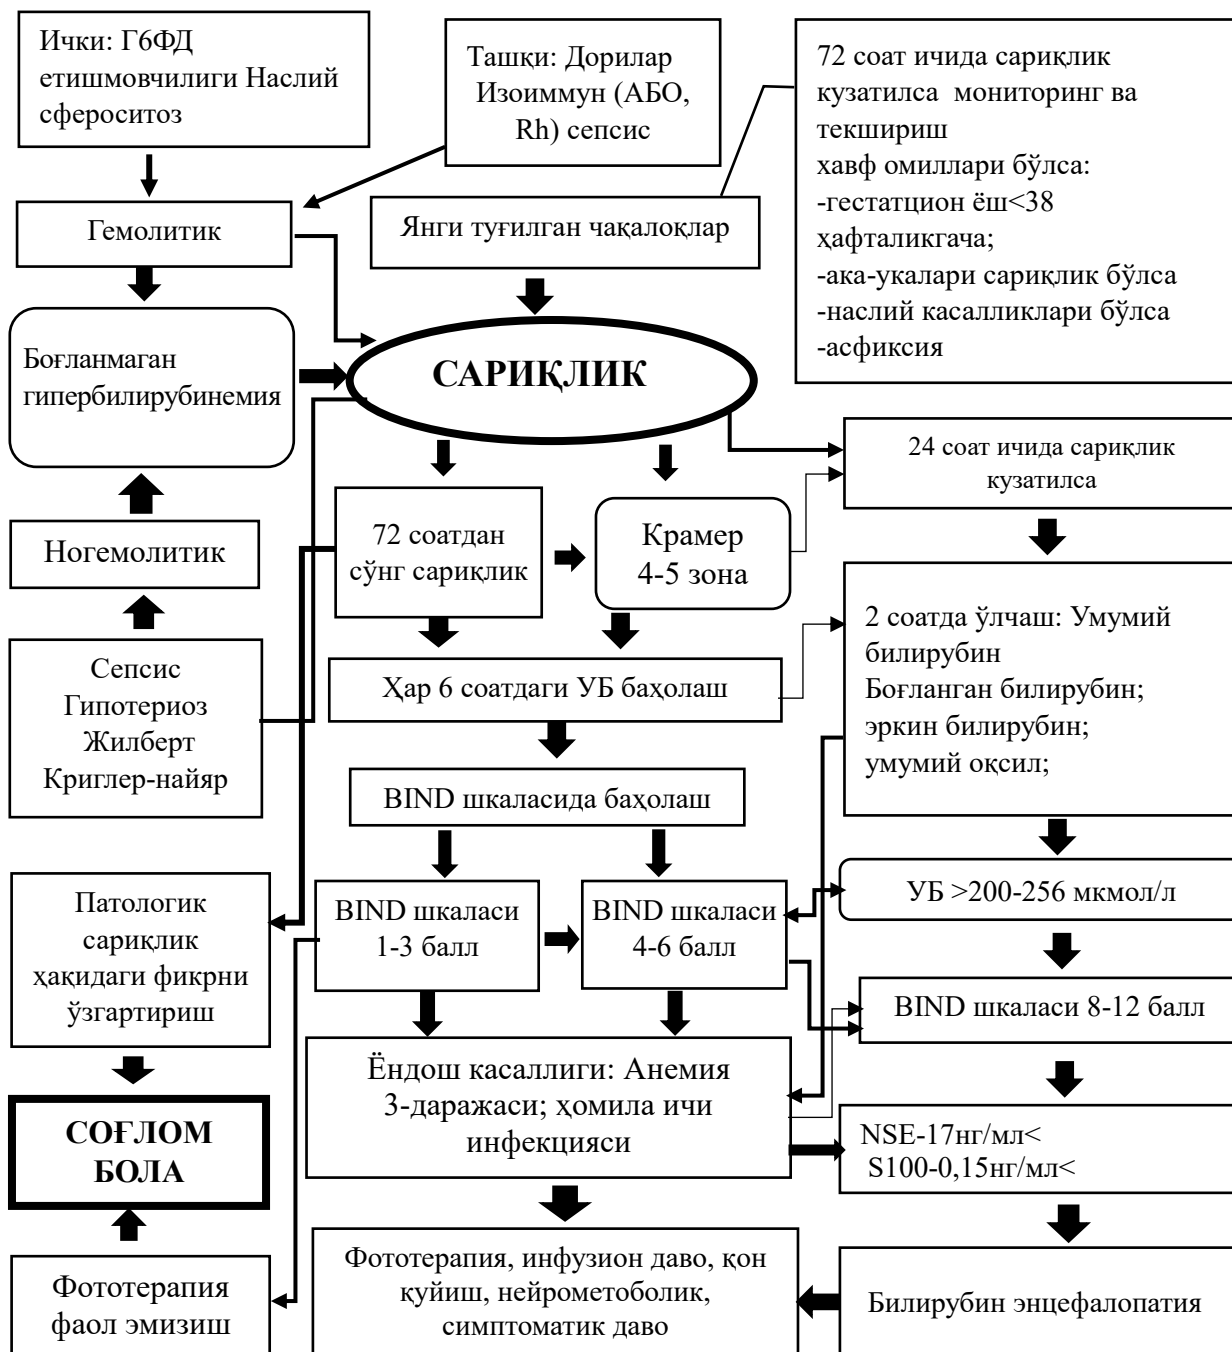 Ички: Г6ФД
етишмовчилиги Наслий
сфероситоз
Ташқи: Дорилар
Изоиммун (АБО,
Rh) сепсис
72 соат ичида сариқлик
кузатилса мониторинг ва
текшириш
хавф омиллари бўлса:
-гестатцион ёш<38
ҳафталикгача;
-ака-укалари сариқлик бўлса
-наслий касалликлари бўлса
-асфиксия
Гемолитик
Янги туғилган чақалоқлар
Боғланмаган
гипербилирубинемия
САРИҚЛИК
24 соат ичида сариқлик
кузатилса
Ногемолитик
72 соатдан
сўнг сариқлик
Крамер
4-5 зона
Сепсис
Гипотериоз
Жилберт
Криглер-найяр
Ҳар 6 соатдаги УБ баҳолаш
2 соатда ўлчаш: Умумий
билирубин
Боғланган билирубин;
эркин билирубин;
умумий оқсил;
BIND шкаласида баҳолаш
Патологик
сариқлик
ҳақидаги фикрни
ўзгартириш
BIND шкаласи
1-3 балл
BIND шкаласи
4-6 балл
УБ >200-256 мкмол/л
BIND шкаласи 8-12 балл
Ёндош касаллиги: Анемия
3-даражаси; ҳомила ичи
инфекцияси
СОҒЛОМ
БОЛА
NSE-17нг/мл<
S100-0,15нг/мл<
Фототерапия
фаол эмизиш
Фототерапия, инфузион даво, қон
қуйиш, нейрометоболик,
симптоматик даво
Билирубин энцефалопатия